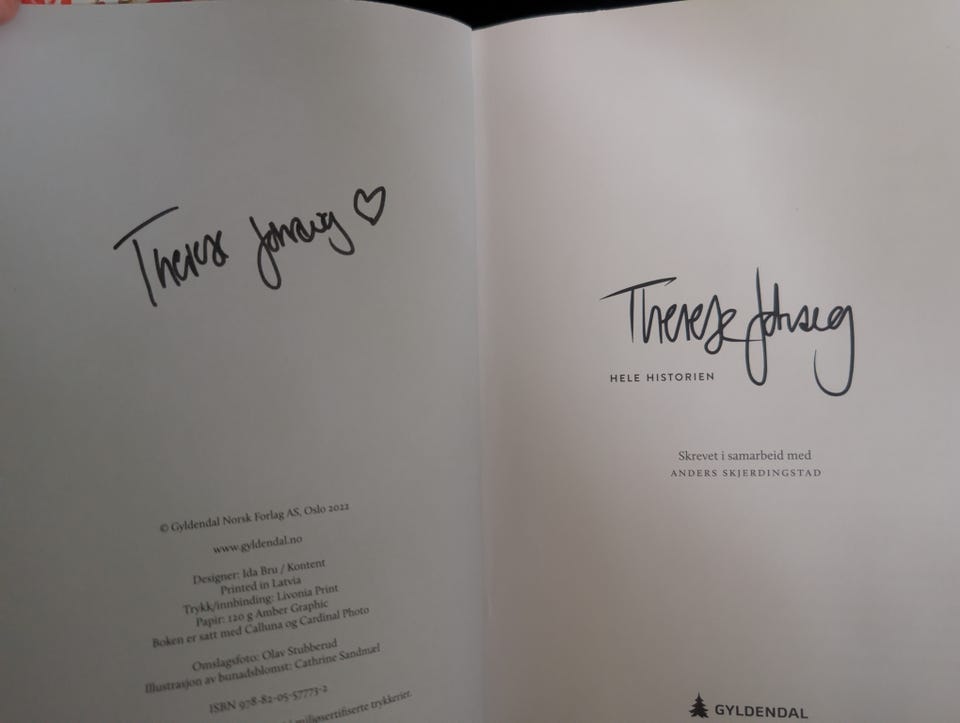 Therese Johaug ♡
© Gyldendal Norsk Forlag AS, Oslo 2022
www.gyldendal.no
Designer: Ida Bru / Kontent
Printed in Latvia
Trykk/innbinding: Livonia Print
Papir: 120 g Amber Graphic
Boken er satt med Calluna og Cardinal Photo
Omslagsfoto: Olav Stubberud
Illustrasjon av bunadsblomst: Cathrine Sandmæl
ISBN 978-82-05-57773-2
miljøsertifiserte trykkerier.
Therese Johaug
HELE HISTORIEN
Skrevet i samarbeid med
ANDERS SKJERDINGSTAD
GYLDENDAL